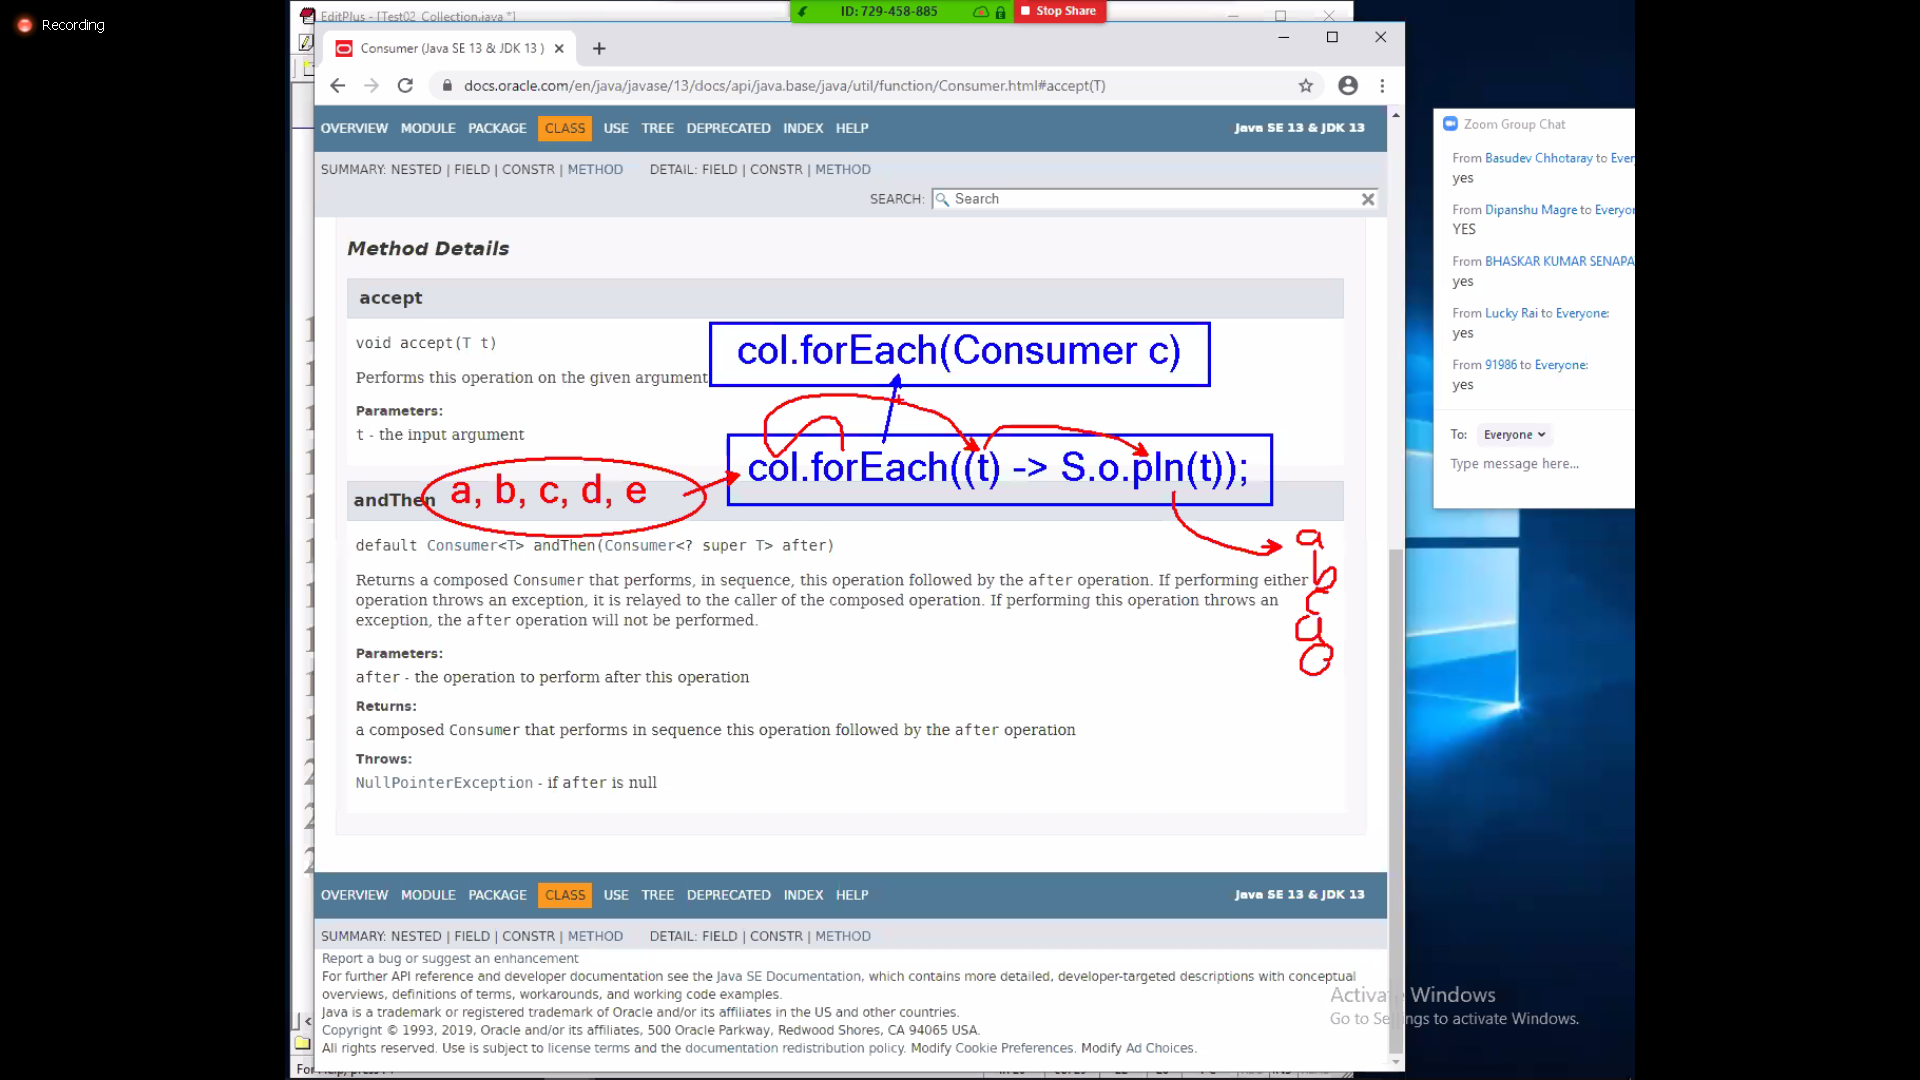 Recording
EditPlus - [Test02_Collection.java *]
ID: 729-458-885
Stop Share
Consumer (Java SE 13 & JDK 13 )
docs.oracle.com/en/java/javase/13/docs/api/java.base/java/util/function/Consumer.html#accept(T)
OVERVIEW MODULE PACKAGE CLASS USE TREE DEPRECATED INDEX HELP
Java SE 13 & JDK 13
SUMMARY: NESTED | FIELD | CONSTR | METHOD DETAIL: FIELD | CONSTR | METHOD
SEARCH: Search
Method Details
accept
void accept(T t)
Performs this operation on the given argument
Parameters:
t - the input argument
col.forEach(Consumer c)
col.forEach((t) -> S.o.pln(t));
a, b, c, d, e
andThen
default Consumer<T> andThen(Consumer<? super T> after)
Returns a composed Consumer that performs, in sequence, this operation followed by the after operation. If performing either
operation throws an exception, it is relayed to the caller of the composed operation. If performing this operation throws an
exception, the after operation will not be performed.
a
b
c
d
Parameters:
after - the operation to perform after this operation
Returns:
a composed Consumer that performs in sequence this operation followed by the after operation
Throws:
NullPointerException - if after is null
OVERVIEW MODULE PACKAGE CLASS USE TREE DEPRECATED INDEX HELP
Java SE 13 & JDK 13
SUMMARY: NESTED | FIELD | CONSTR | METHOD DETAIL: FIELD | CONSTR | METHOD
Report a bug or suggest an enhancement
For further API reference and developer documentation see the Java SE Documentation, which contains more detailed, developer-targeted descriptions with conceptual
overviews, definitions of terms, workarounds, and working code examples.
Java is a trademark or registered trademark of Oracle and/or its affiliates in the US and other countries.
Copyright © 1993, 2019, Oracle and/or its affiliates, 500 Oracle Parkway, Redwood Shores, CA 94065 USA.
All rights reserved. Use is subject to license terms and the documentation redistribution policy. Modify Cookie Preferences. Modify Ad Choices.
Zoom Group Chat
From Basudev Chhotaray to Ever
yes
From Dipanshu Magre to Everyo
YES
From BHASKAR KUMAR SENAPA
yes
From Lucky Rai to Everyone:
yes
From 91986 to Everyone:
yes
To: Everyone
Type message here...
Activate Windows
Go to Settings to activate Windows.